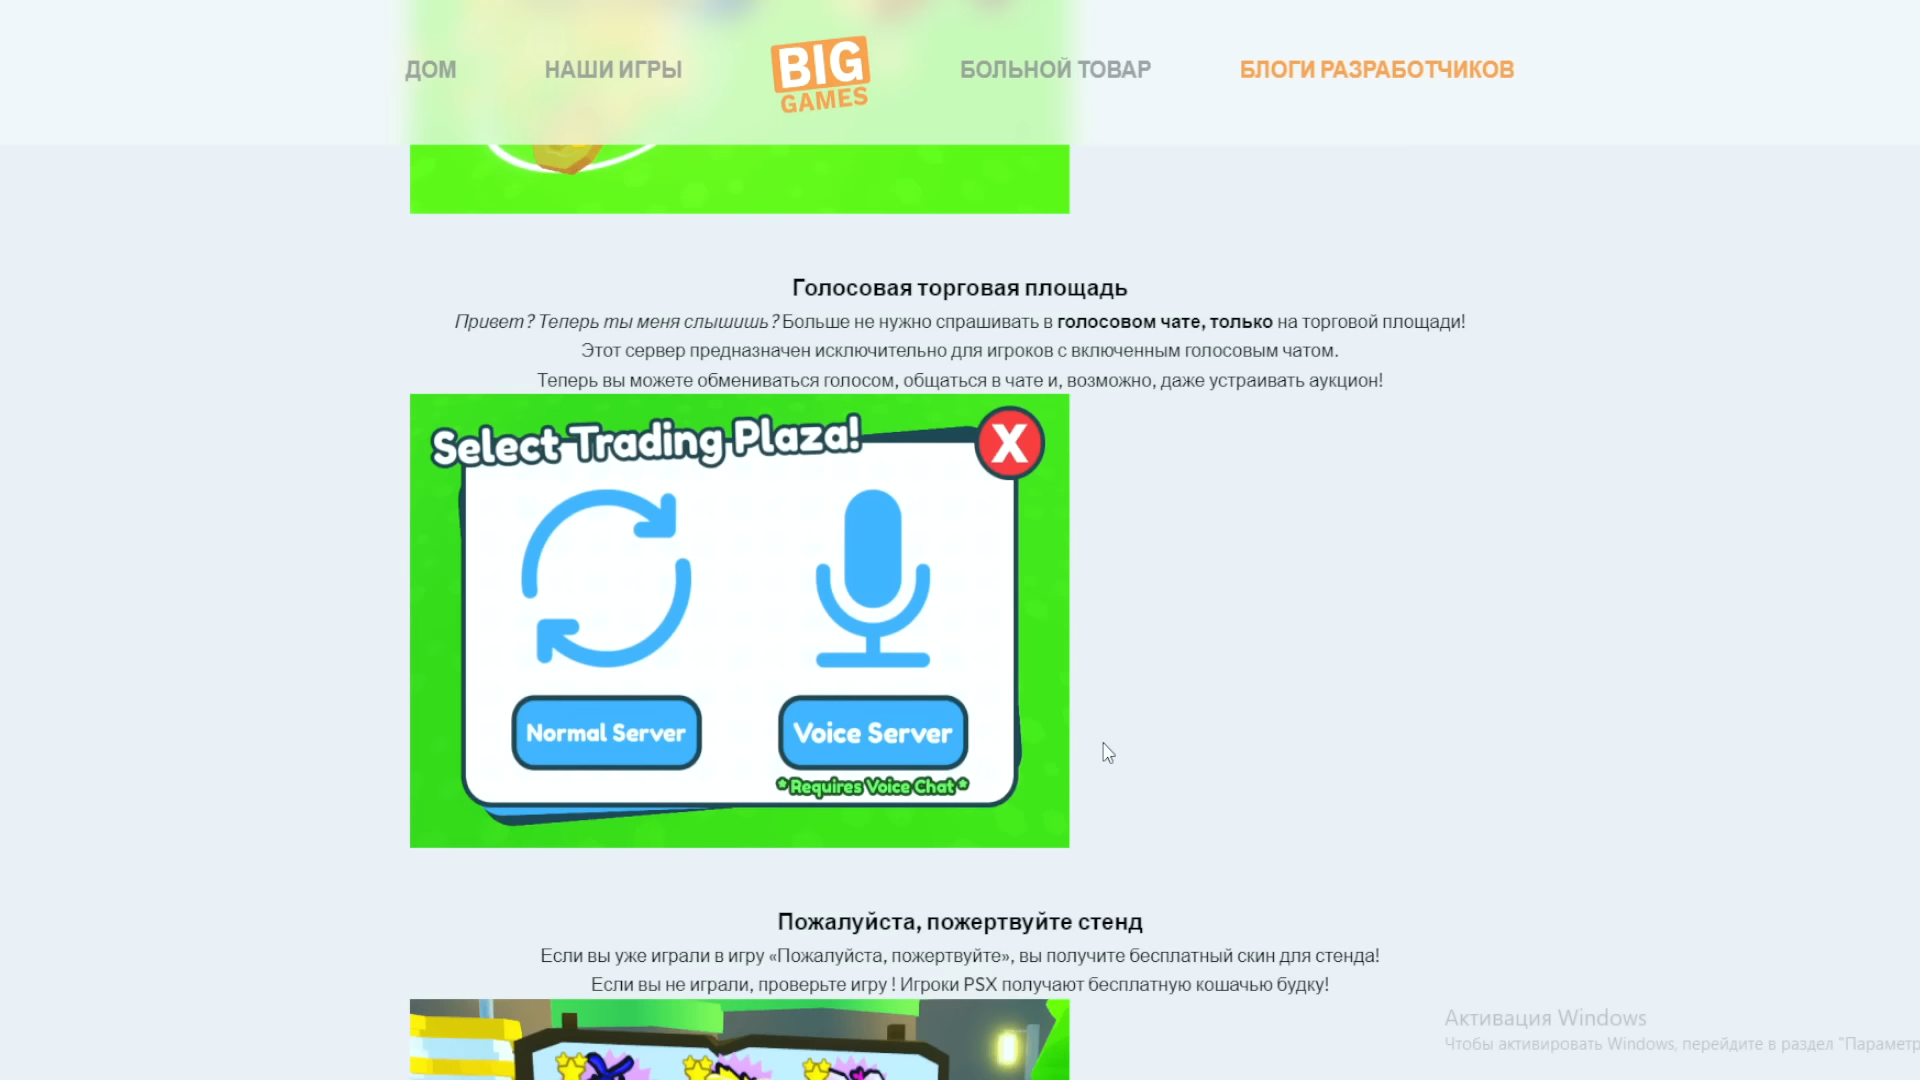 ДОМ
НАШИ ИГРЫ
BIG
GAMES
БОЛЬНОЙ ТОВАР
БЛОГИ РАЗРАБОТЧИКОВ
Голосовая торговая площадь
Привет? Теперь ты меня слышишь? Больше не нужно спрашивать в голосовом чате, только на торговой площади!
Этот сервер предназначен исключительно для игроков с включенным голосовым чатом.
Теперь вы можете обмениваться голосом, общаться в чате и, возможно, даже устраивать аукцион!
Select Trading Plaza!
X
Normal Server
Voice Server
*Requires Voice Chat*
Пожалуйста, пожертвуйте стенд
Если вы уже играли в игру «Пожалуйста, пожертвуйте», вы получите бесплатный скин для стенда!
Если вы не играли, проверьте игру ! Игроки PSX получают бесплатную кошачью будку!
Активация Windows
Чтобы активировать Windows, перейдите в раздел "Параметр